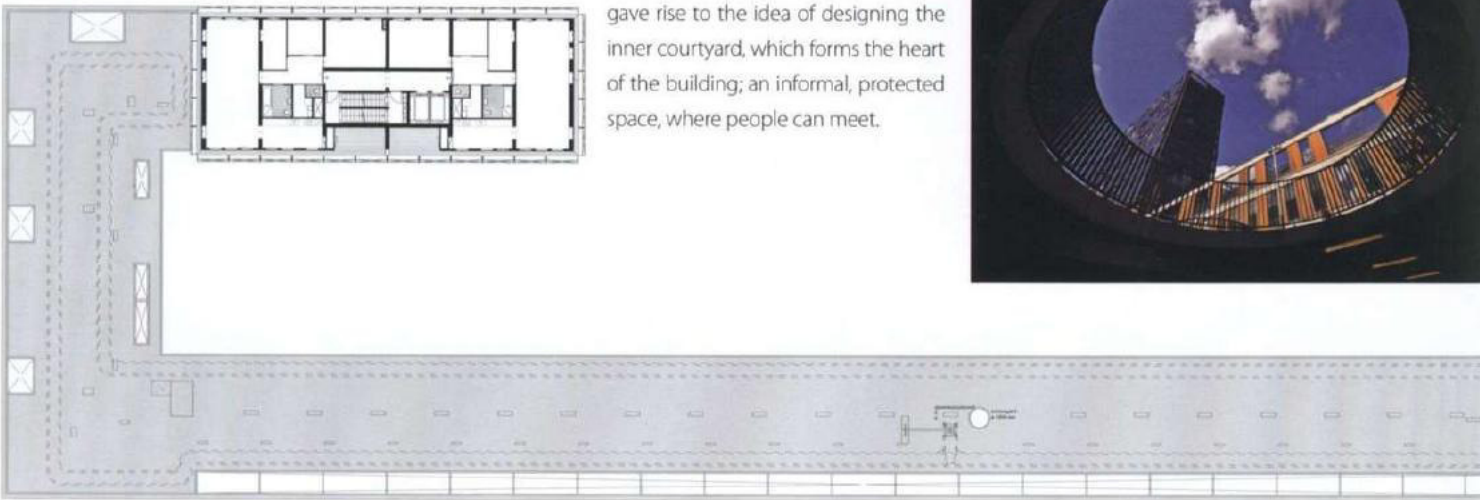 gave rise to the idea of designing the
inner courtyard, which forms the heart
of the building; an informal, protected
space, where people can meet.